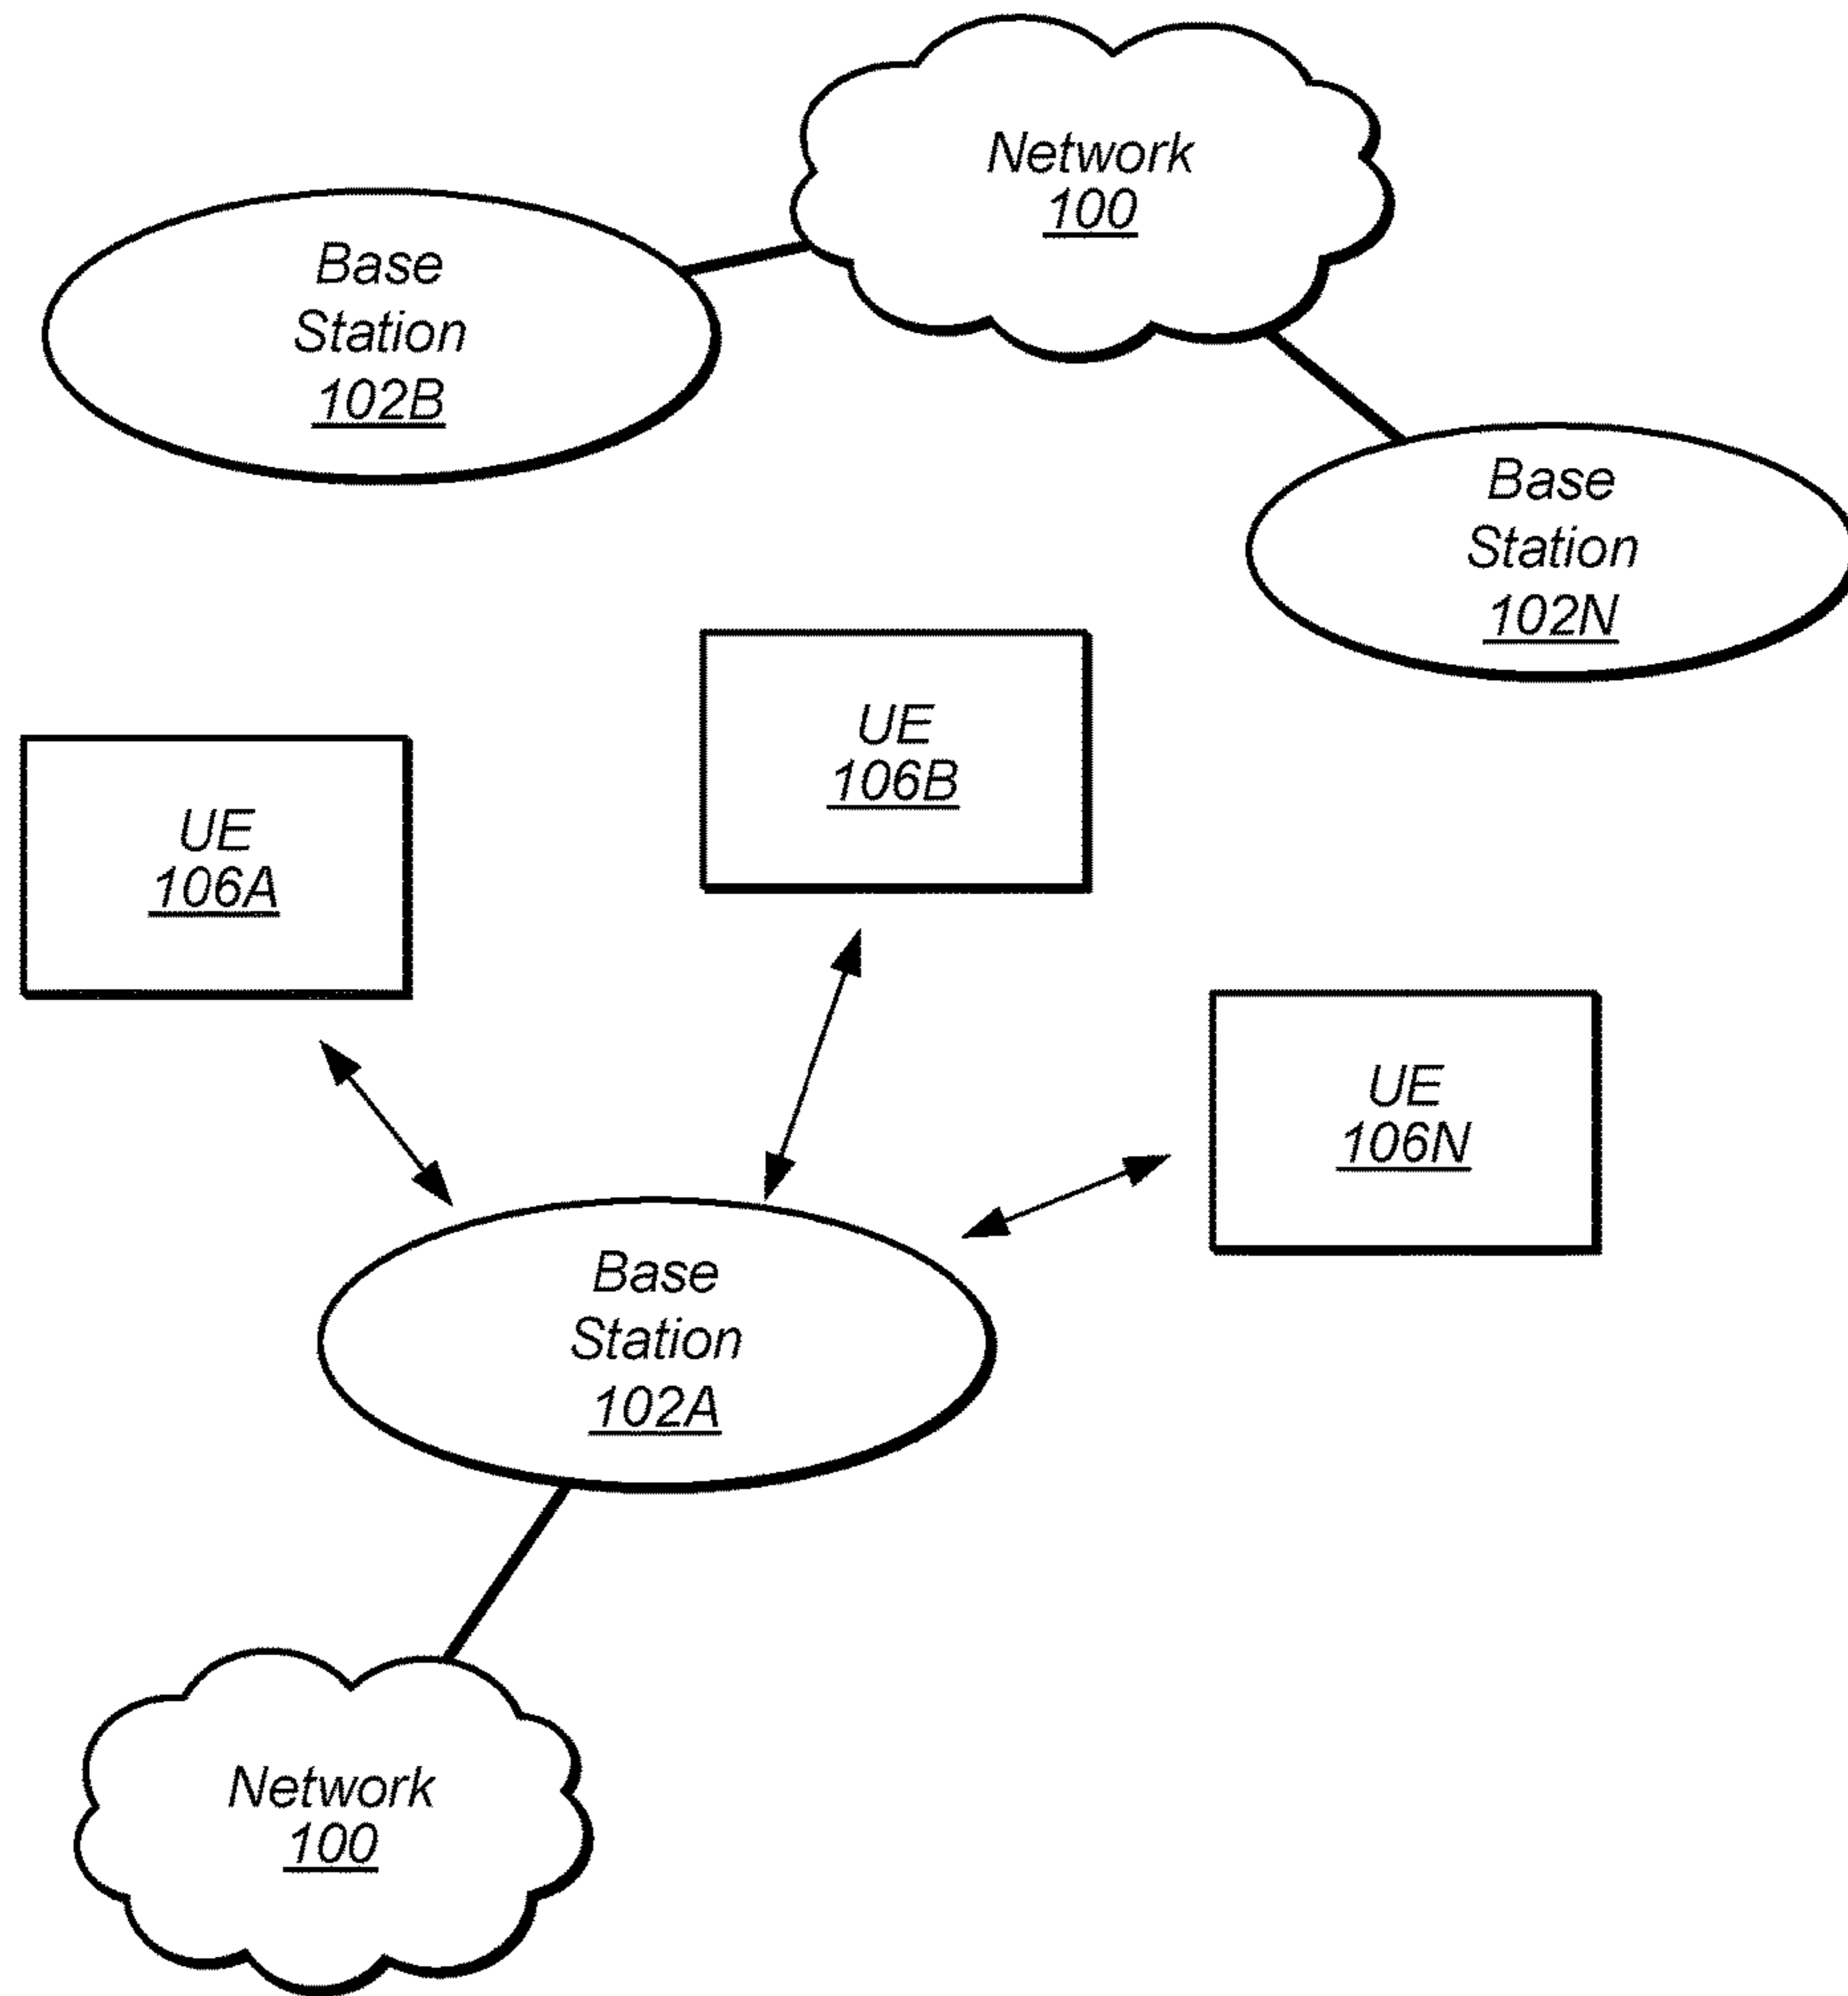 Network
100
Base
Station
102B
Base
Station
102N
UE
106B
UE
106A
UE
106N
Base
Station
102A
Network
100